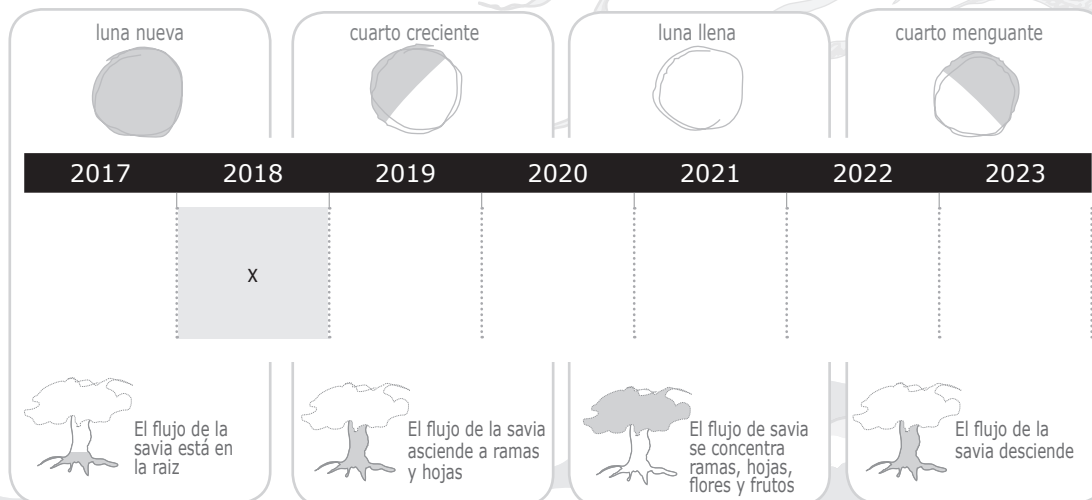 luna nueva
cuarto creciente
luna llena
cuarto menguante
2017 2018 2019 2020 2021 2022 2023
X
El flujo de la
savia está en
la raiz
El flujo de la savia
asciende a ramas
y hojas
El flujo de savia
se concentra
ramas, hojas,
flores y frutos
El flujo de la
savia desciende